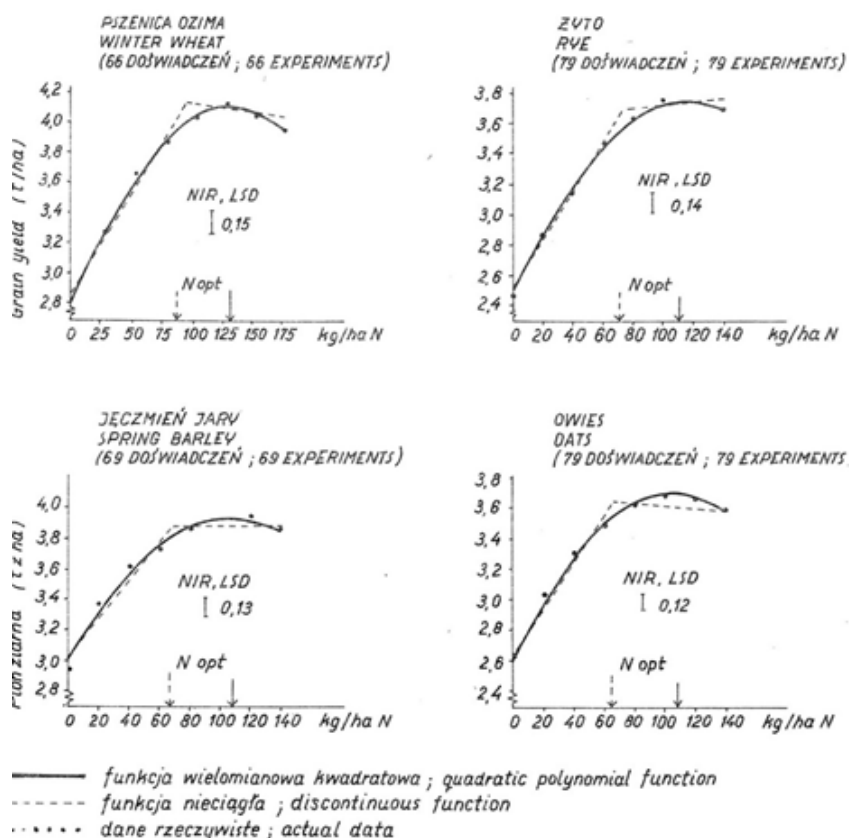 PSZENICA OZIMA
WINTER WHEAT
(66 DOŚWIADCZEŃ ; 66 EXPERIMENTS)
Grain yield (t/ha)
4,2
4,0
3,8
3,6
3,4
3,2
3,0
2,8
NIR, LSD
0,15
N opt
0 25 50 75 100 125 150 175 kg/ha N
ŻYTO
RYE
(79 DOŚWIADCZEŃ ; 79 EXPERIMENTS)
3,8
3,6
3,4
3,2
3,0
2,8
2,6
2,4
NIR, LSD
0,14
N opt
0 20 40 60 80 100 120 140 kg/ha N
JĘCZMIEŃ JARY
SPRING BARLEY
(69 DOŚWIADCZEŃ ; 69 EXPERIMENTS)
Plon ziarna (t z ha)
4,0
3,8
3,6
3,4
3,2
3,0
2,8
NIR, LSD
0,13
N opt
0 20 40 60 80 100 120 140 kg/ha N
OWIES
OATS
(79 DOŚWIADCZEŃ ; 79 EXPERIMENTS
3,8
3,6
3,4
3,2
3,0
2,8
2,6
2,4
NIR, LSD
0,12
N opt
0 20 40 60 80 100 120 140 kg/ha N
funkcja wielomianowa kwadratowa ; quadratic polynomial function
funkcja nieciągła ; discontinuous function
dane rzeczywiste ; actual data